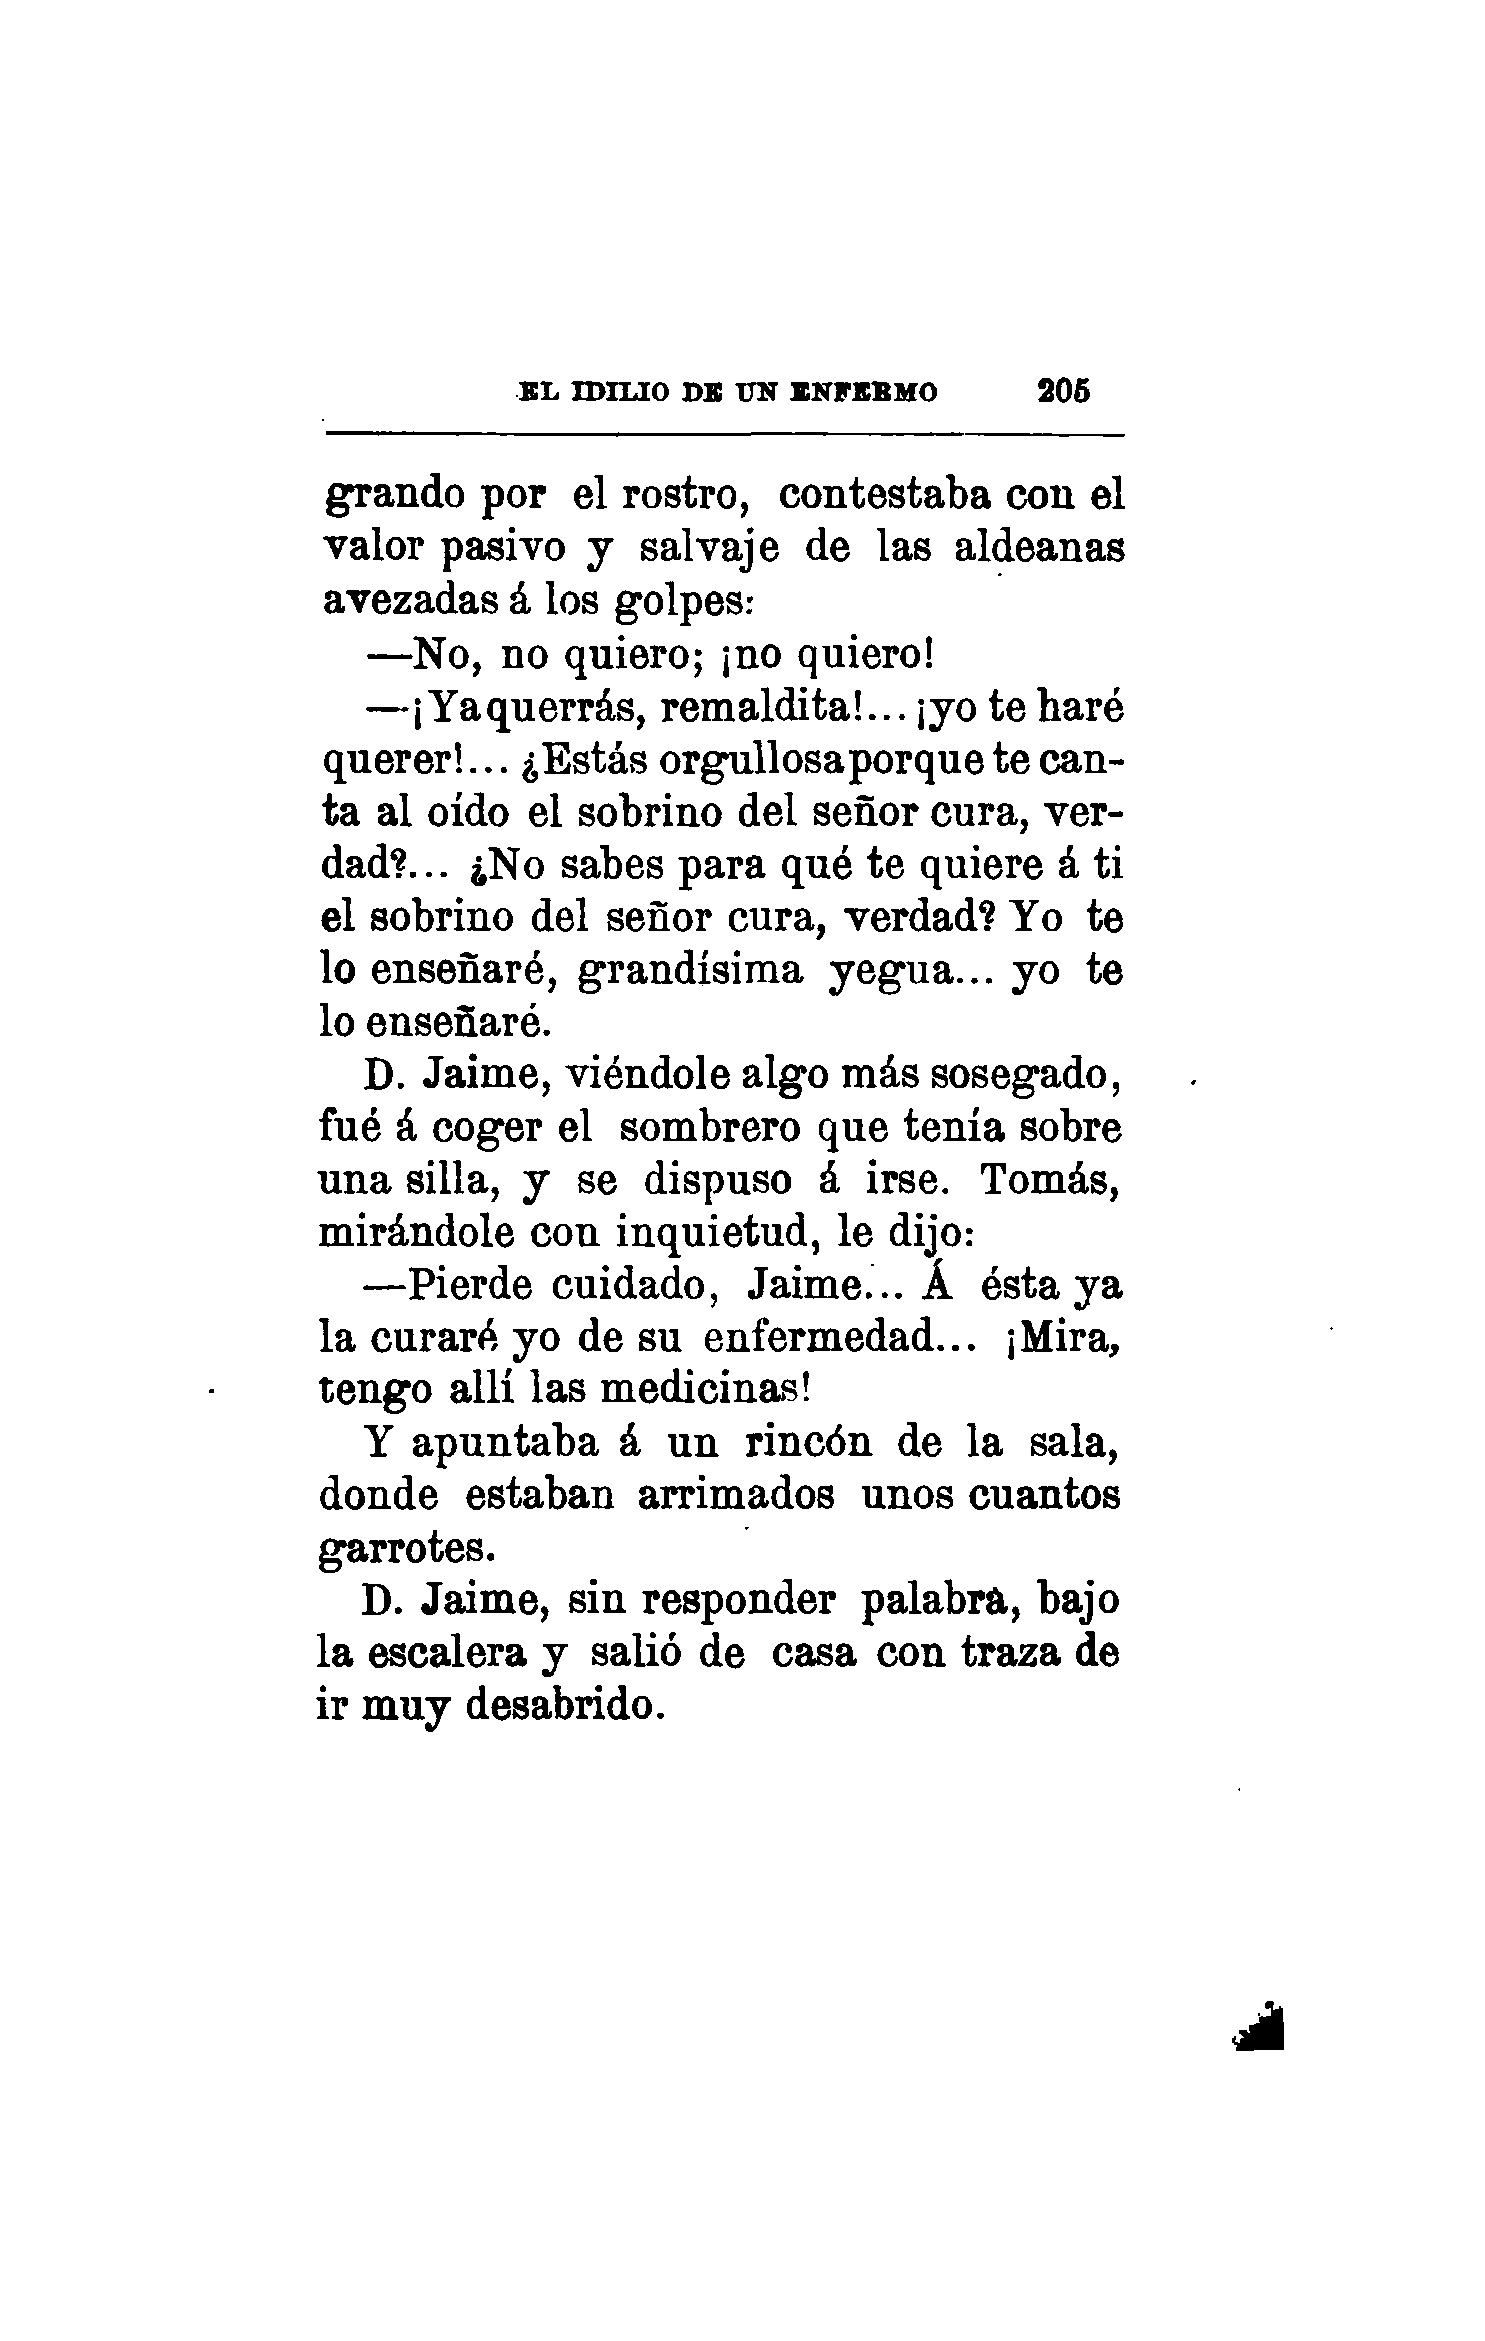 EL IDILIO DE UN ENFERMO 205
grando por el rostro, contestaba con el
valor pasivo y salvaje de las aldeanas
avezadas á los golpes:
—No, no quiero; ¡no quiero!
—¡Ya querrás, remaldita!... ¡yo te haré
querer!... ¿Estás orgullosa porque te can-
ta al oído el sobrino del señor cura, ver-
dad?... ¿No sabes para qué te quiere á ti
el sobrino del señor cura, verdad? Yo te
lo enseñaré, grandísima yegua... yo te
lo enseñaré.
D. Jaime, viéndole algo más sosegado,
fué á coger el sombrero que tenía sobre
una silla, y se dispuso á irse. Tomás,
mirándole con inquietud, le dijo:
—Pierde cuidado, Jaime... Á ésta ya
la curaré yo de su enfermedad... ¡Mira,
tengo allí las medicinas!
Y apuntaba á un rincón de la sala,
donde estaban arrimados unos cuantos
garrotes.
D. Jaime, sin responder palabra, bajo
la escalera y salió de casa con traza de
ir muy desabrido.